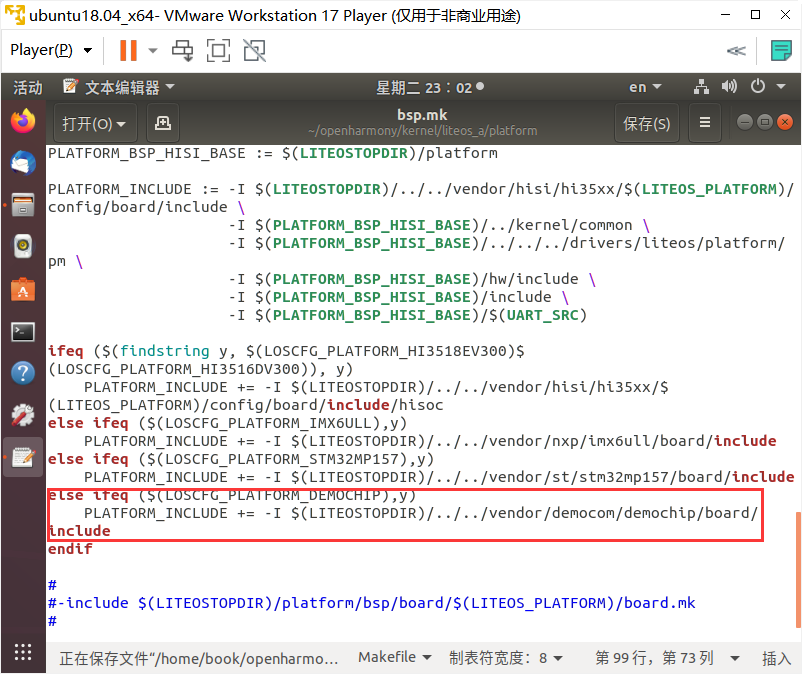 ubuntu18.04_x64- VMware Workstation 17 Player (仅用于非商业用途)
Player(P)
活动 文本编辑器 星期二 23：02 en
打开(O) bsp.mk 保存(S)
~/openharmony/kernel/liteos_a/platform
PLATFORM_BSP_HISI_BASE := $(LITEOSTOPDIR)/platform
PLATFORM_INCLUDE := -I $(LITEOSTOPDIR)/../../vendor/hisi/hi35xx/$(LITEOS_PLATFORM)/
config/board/include \
-I $(PLATFORM_BSP_HISI_BASE)/../kernel/common \
-I $(PLATFORM_BSP_HISI_BASE)/../../../drivers/liteos/platform/
pm \
-I $(PLATFORM_BSP_HISI_BASE)/hw/include \
-I $(PLATFORM_BSP_HISI_BASE)/include \
-I $(PLATFORM_BSP_HISI_BASE)/$(UART_SRC)
ifeq ($(findstring y, $(LOSCFG_PLATFORM_HI3518EV300)$
(LOSCFG_PLATFORM_HI3516DV300)), y)
PLATFORM_INCLUDE += -I $(LITEOSTOPDIR)/../../vendor/hisi/hi35xx/$
(LITEOS_PLATFORM)/config/board/include/hisoc
else ifeq ($(LOSCFG_PLATFORM_IMX6ULL),y)
PLATFORM_INCLUDE += -I $(LITEOSTOPDIR)/../../vendor/nxp/imx6ull/board/include
else ifeq ($(LOSCFG_PLATFORM_STM32MP157),y)
PLATFORM_INCLUDE += -I $(LITEOSTOPDIR)/../../vendor/st/stm32mp157/board/include
else ifeq ($(LOSCFG_PLATFORM_DEMOCHIP),y)
PLATFORM_INCLUDE += -I $(LITEOSTOPDIR)/../../vendor/democom/demochip/board/
include
endif
#
#-include $(LITEOSTOPDIR)/platform/bsp/board/$(LITEOS_PLATFORM)/board.mk
#
正在保存文件“/home/book/openharmo… Makefile 制表符宽度：8 第 99 行，第 73 列 插入